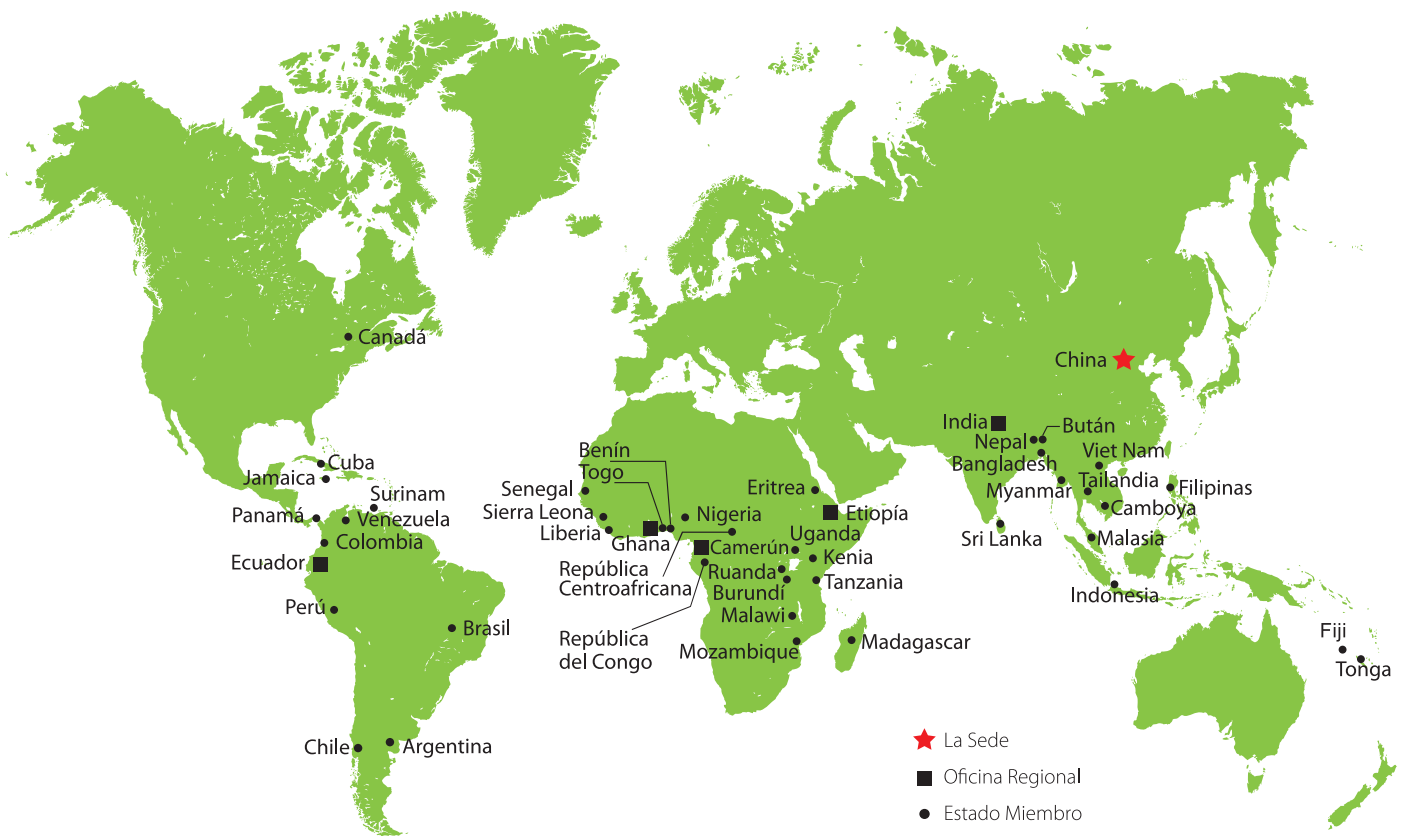 Canadá
China
India
Bután
Nepal
Bangladesh
Viet Nam
Myanmar
Tailandia
Filipinas
Camboya
Sri Lanka
Malasia
Indonesia
Cuba
Jamaica
Surinam
Panamá
Venezuela
Colombia
Ecuador
Perú
Brasil
Chile
Argentina
Benín
Togo
Senegal
Sierra Leona
Liberia
Ghana
Nigeria
Eritrea
Etiopía
Uganda
Camerún
Kenia
República
Centroafricana
Ruanda
Burundí
Tanzania
Malawi
República
del Congo
Mozambique
Madagascar
Fiji
Tonga
La Sede
Oficina Regional
Estado Miembro